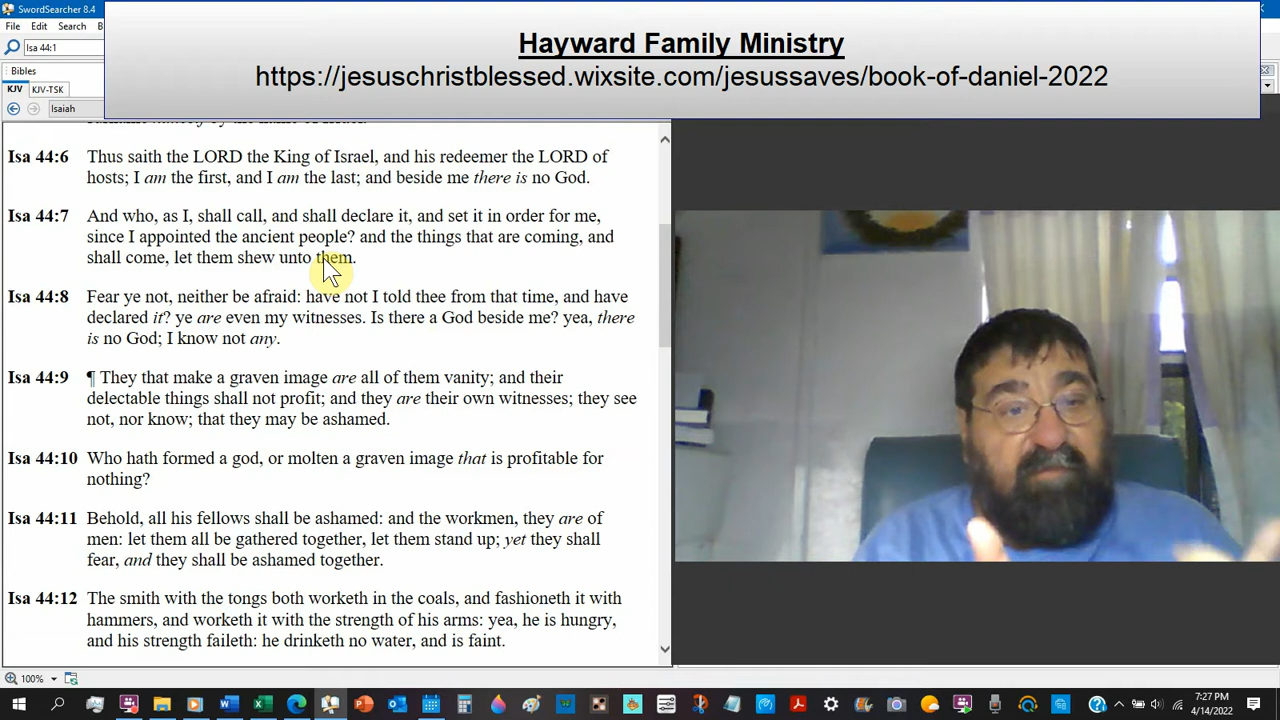 SwordSearcher 8.4
File Edit Search B
Hayward Family Ministry
https://jesuschristblessed.wixsite.com/jesussaves/book-of-daniel-2022
Isa 44:1
Bibles
KJV KJV-TSK
Isaiah
Isa 44:6 Thus saith the LORD the King of Israel, and his redeemer the LORD of
hosts; I am the first, and I am the last; and beside me there is no God.
Isa 44:7 And who, as I, shall call, and shall declare it, and set it in order for me,
since I appointed the ancient people? and the things that are coming, and
shall come, let them shew unto them.
Isa 44:8 Fear ye not, neither be afraid: have not I told thee from that time, and have
declared it? ye are even my witnesses. Is there a God beside me? yea, there
is no God; I know not any.
Isa 44:9 ¶ They that make a graven image are all of them vanity; and their
delectable things shall not profit; and they are their own witnesses; they see
not, nor know; that they may be ashamed.
Isa 44:10 Who hath formed a god, or molten a graven image that is profitable for
nothing?
Isa 44:11 Behold, all his fellows shall be ashamed: and the workmen, they are of
men: let them all be gathered together, let them stand up; yet they shall
fear, and they shall be ashamed together.
Isa 44:12 The smith with the tongs both worketh in the coals, and fashioneth it with
hammers, and worketh it with the strength of his arms: yea, he is hungry,
and his strength faileth: he drinketh no water, and is faint.
100%
7:27 PM
4/14/2022